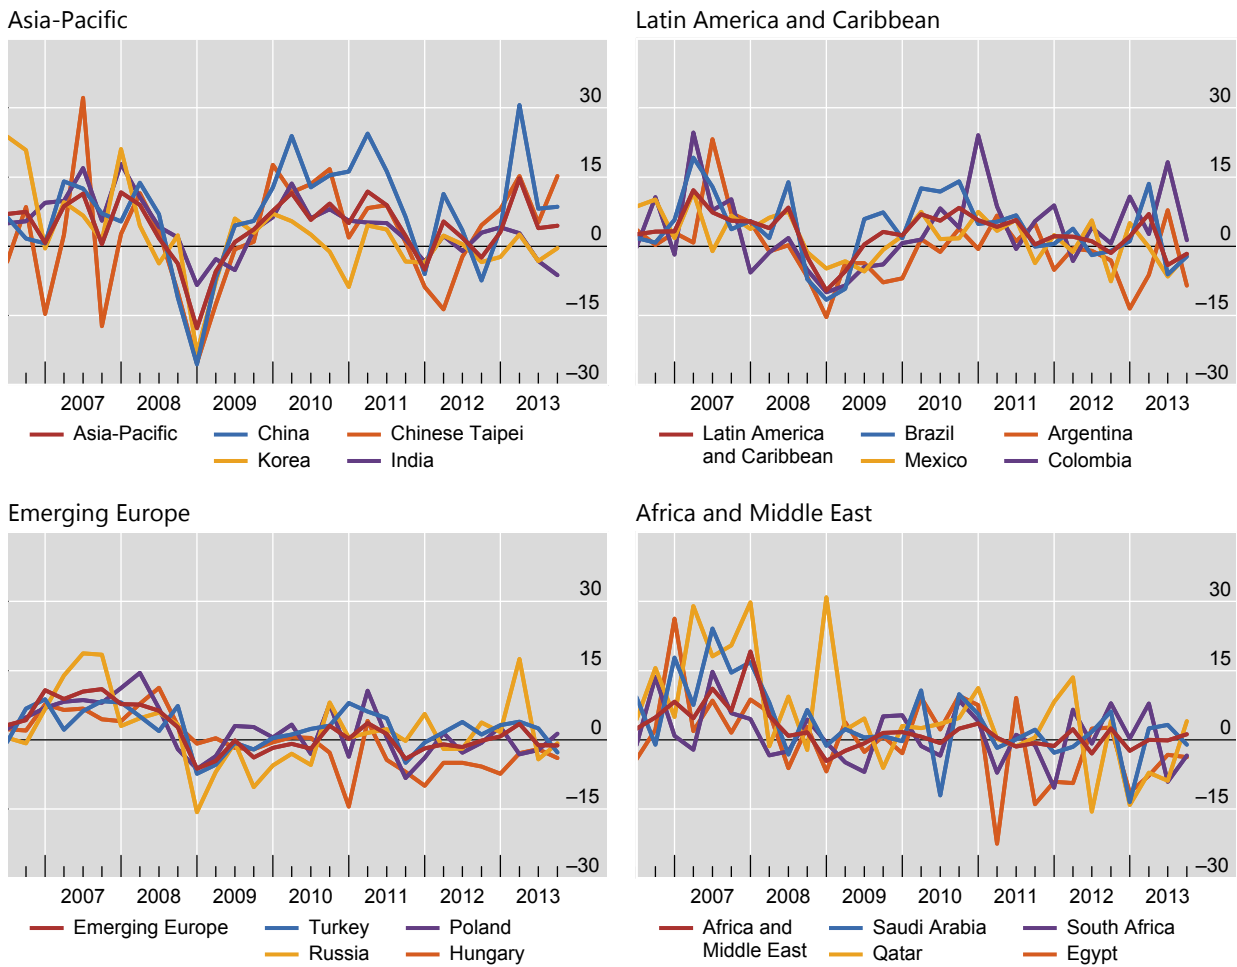 Asia-Pacific
30
15
0
–15
–30
2007 2008 2009 2010 2011 2012 2013
Asia-Pacific China Chinese Taipei
Korea India
Latin America and Caribbean
30
15
0
–15
–30
2007 2008 2009 2010 2011 2012 2013
Latin America Brazil Argentina
and Caribbean Mexico Colombia
Emerging Europe
30
15
0
–15
–30
2007 2008 2009 2010 2011 2012 2013
Emerging Europe Turkey Poland
Russia Hungary
Africa and Middle East
30
15
0
–15
–30
2007 2008 2009 2010 2011 2012 2013
Africa and Saudi Arabia South Africa
Middle East Qatar Egypt